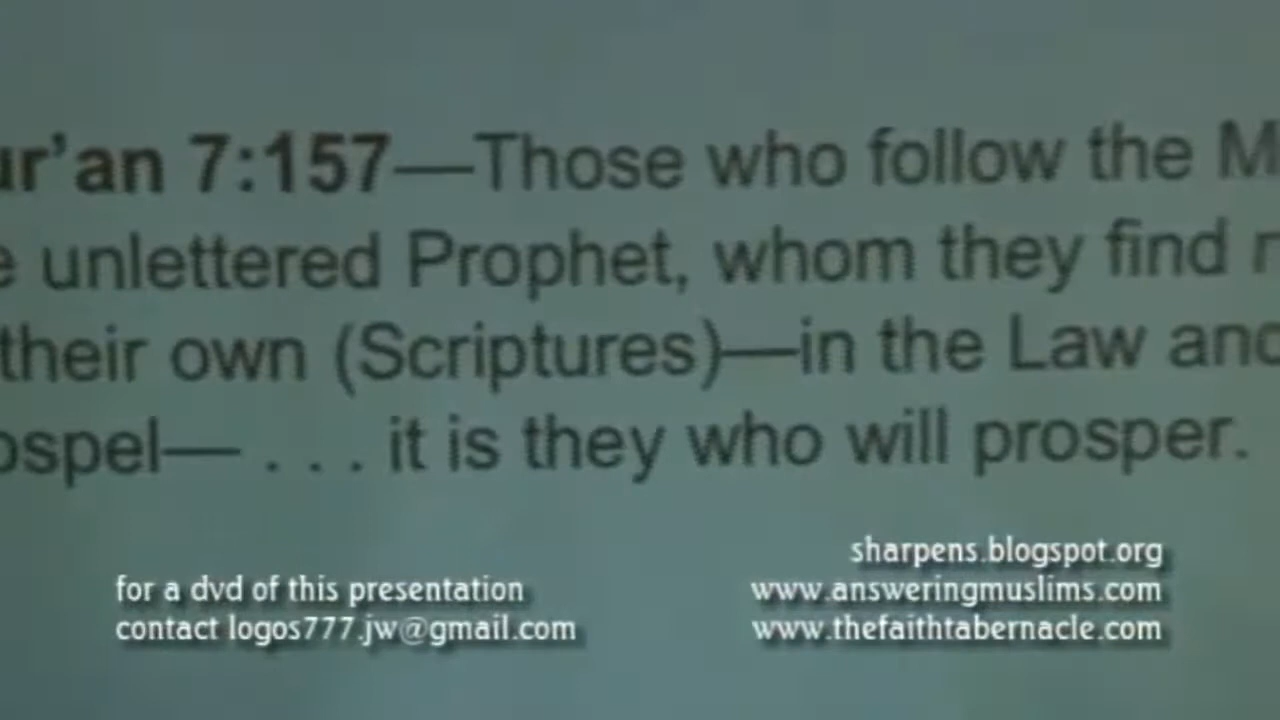 ur'an 7:157—Those who follow the M
e unlettered Prophet, whom they find
their own (Scriptures)—in the Law and
ospel— . . . it is they who will prosper.
for a dvd of this presentation
contact logos777.jw@gmail.com
sharpens.blogspot.org
www.answeringmuslims.com
www.thefaithtabernacle.com